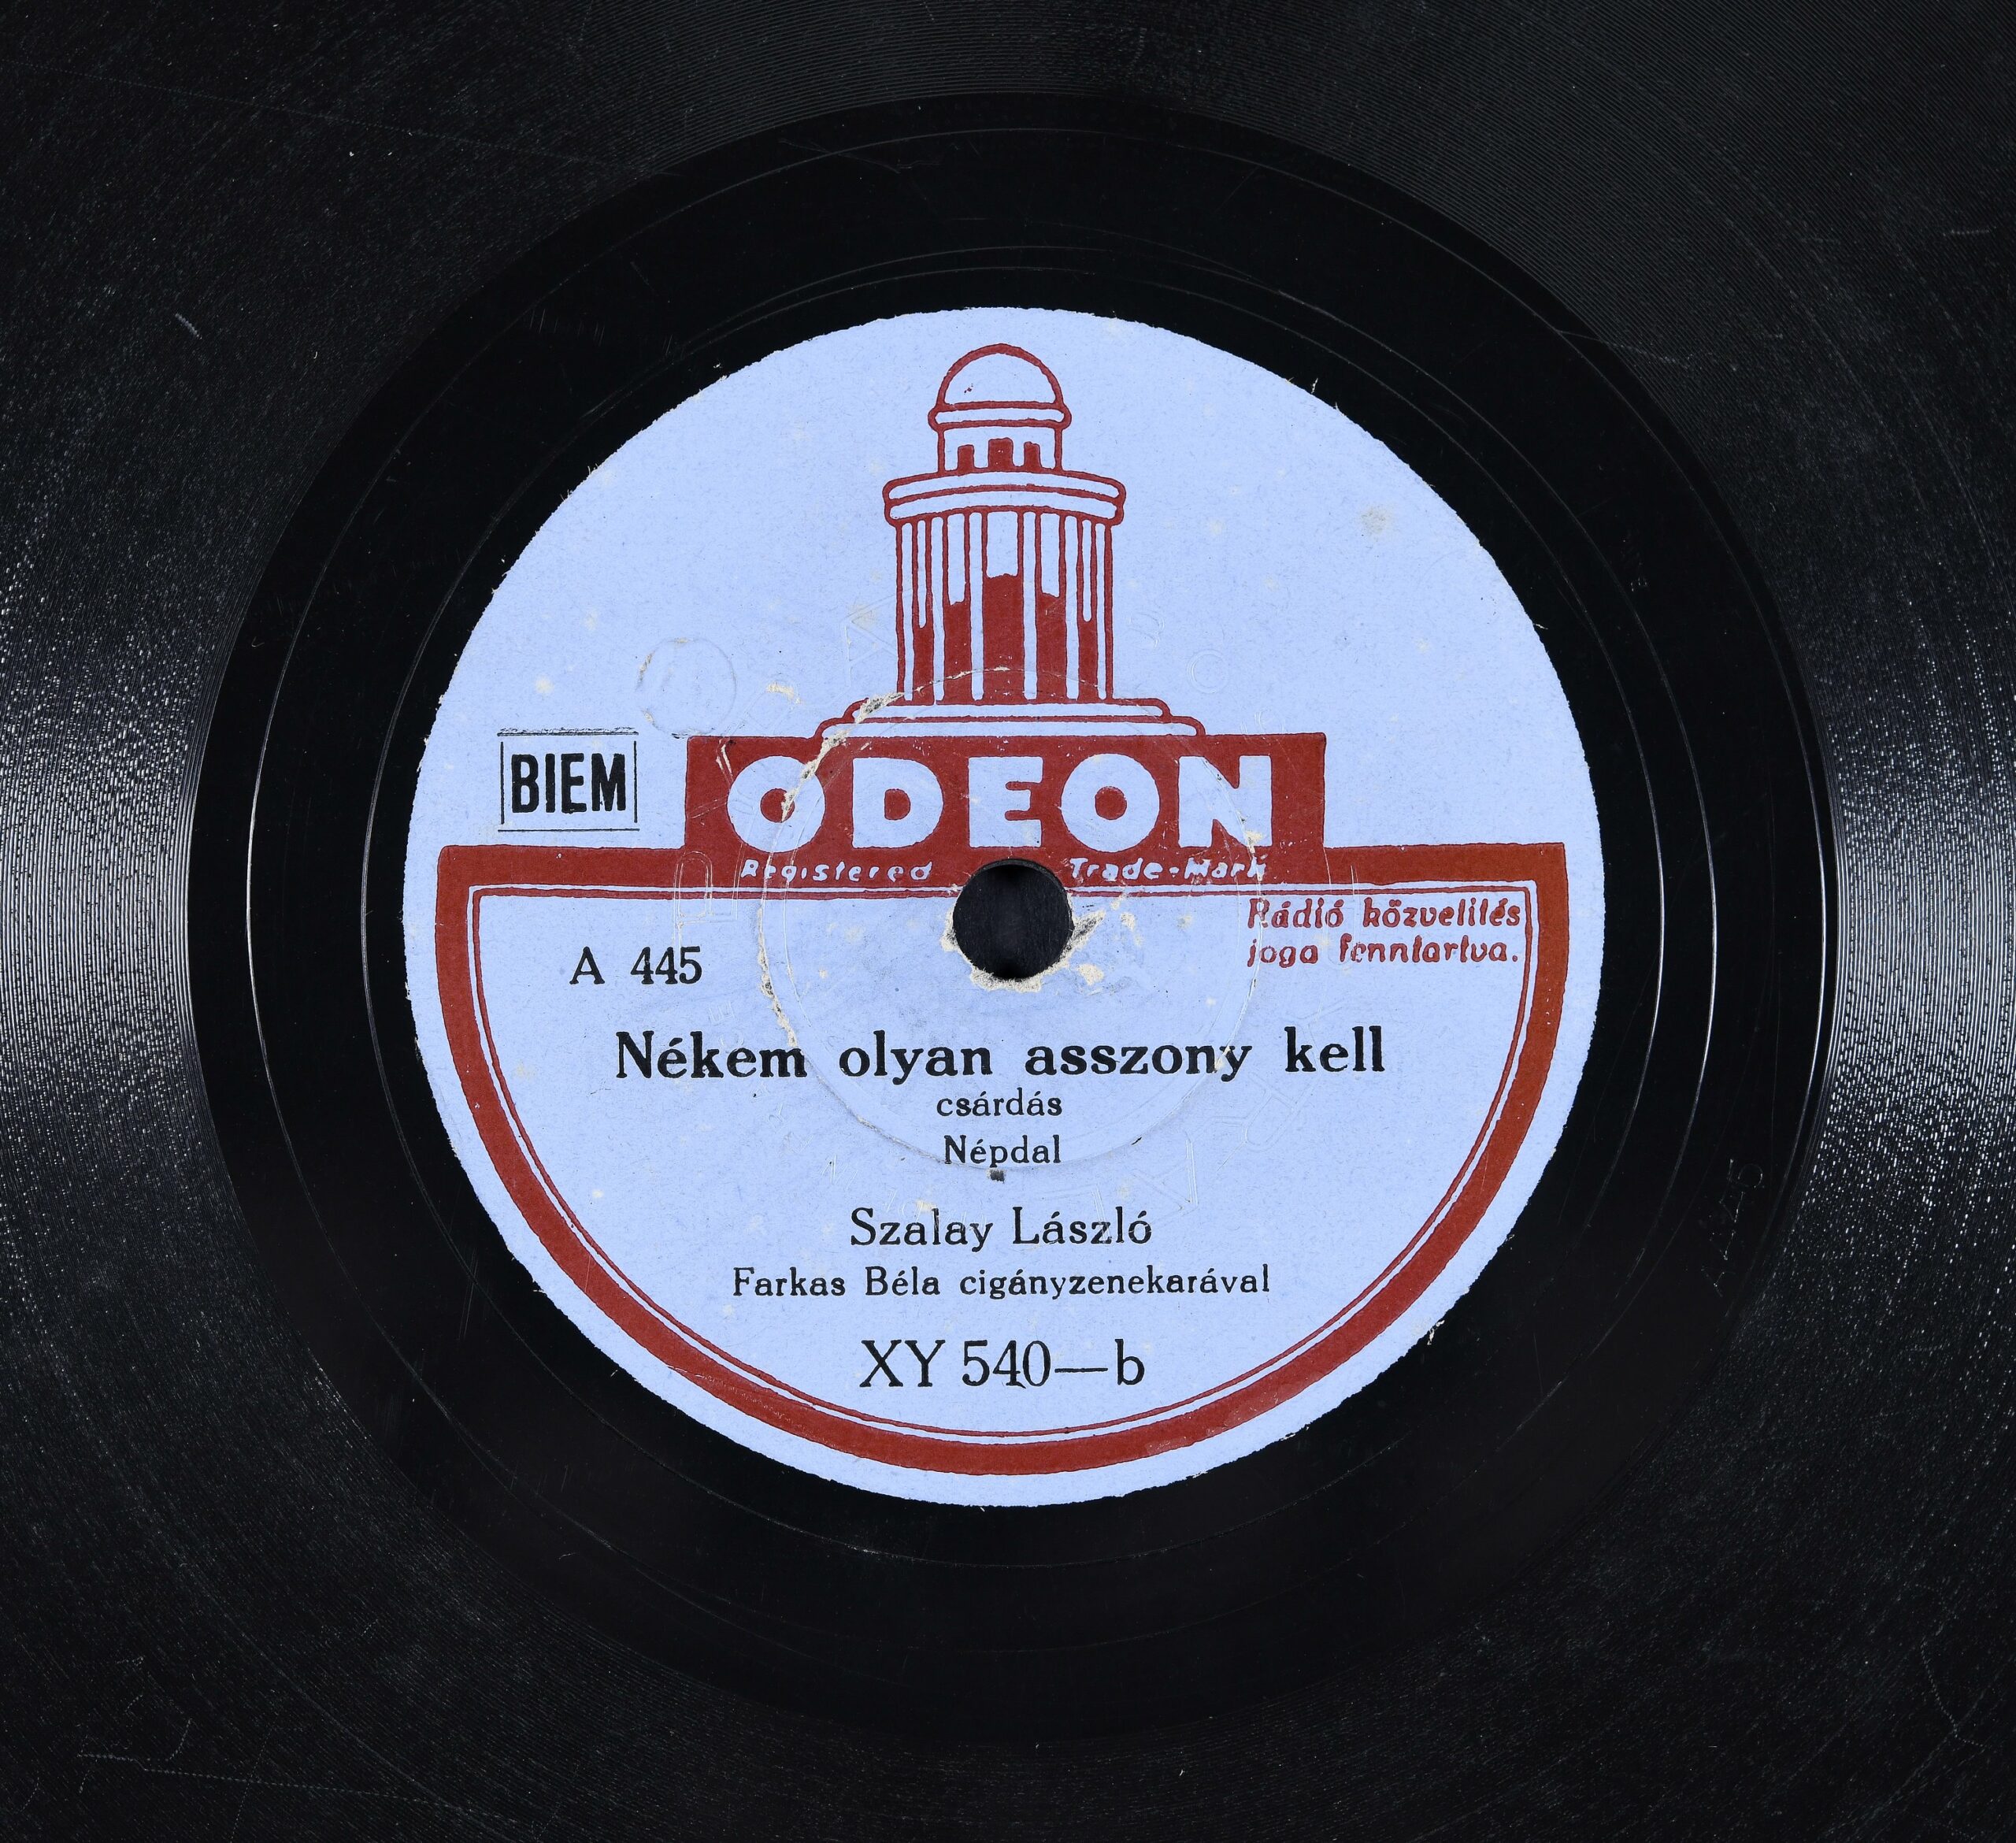 BIEM
ODEON
Registered Trade-Mark
Rádió közvelités
joga fenntartva.
A 445
Nékem olyan asszony kell
csárdás
Népdal
Szalay László
Farkas Béla cigányzenekarával
XY 540—b